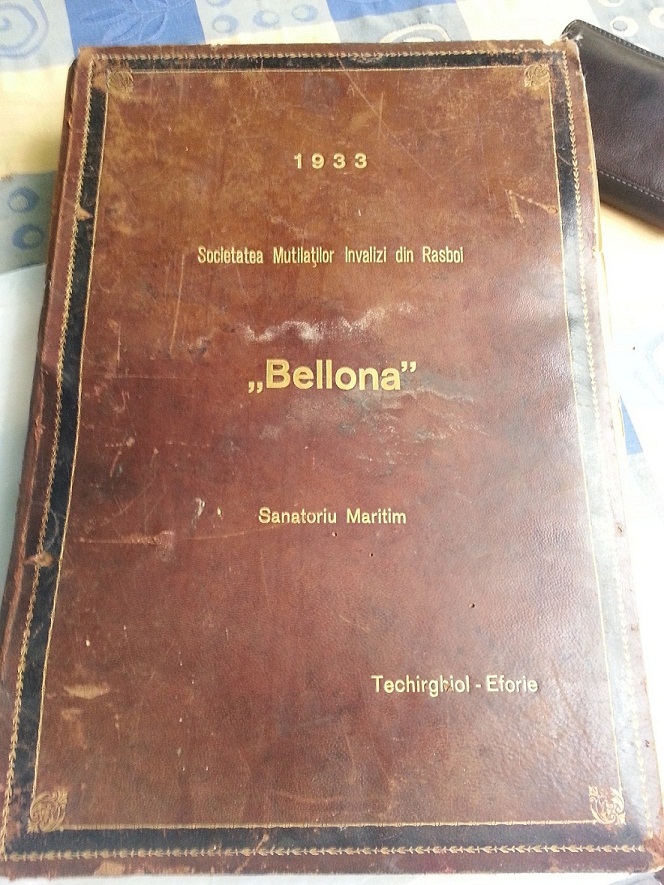 1933
Societatea Mutilaţilor Invalizi din Rasboi
„Bellona”
Sanatoriu Maritim
Techirghiol - Eforie